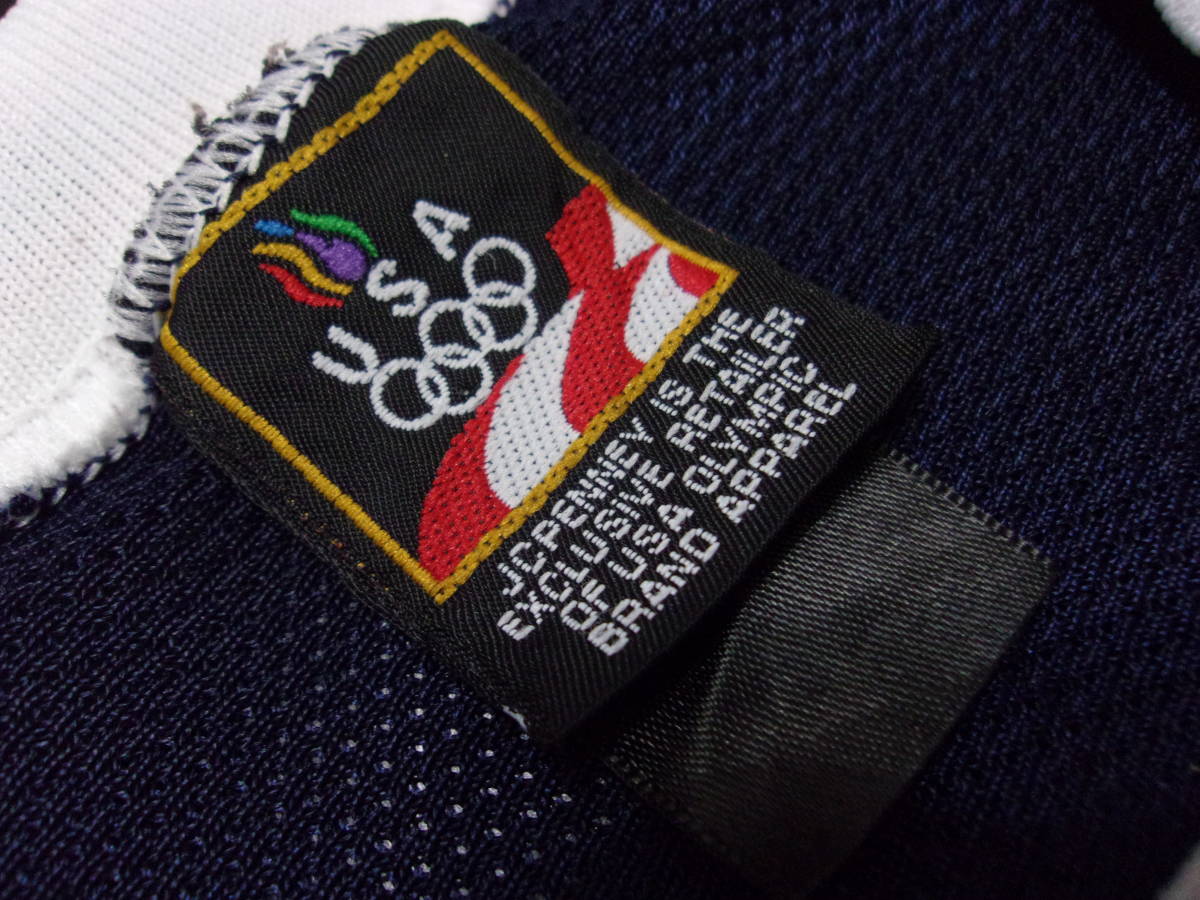 USA
JCPENNEY IS THE
EXCLUSIVE RETAILER
OF USA OLYMPIC
BRAND APPAREL